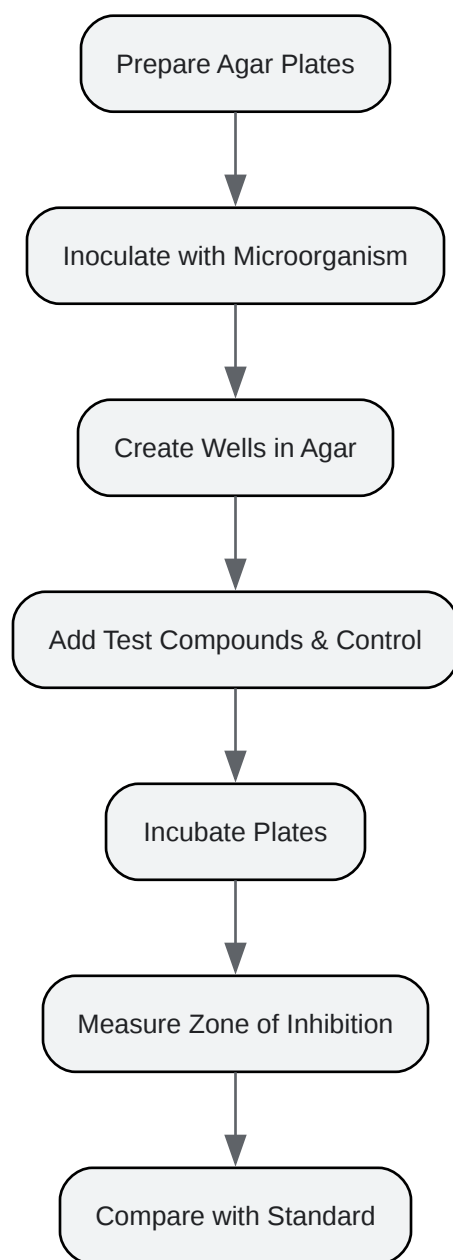 Prepare Agar Plates
Inoculate with Microorganism
Create Wells in Agar
Add Test Compounds & Control
Incubate Plates
Measure Zone of Inhibition
Compare with Standard